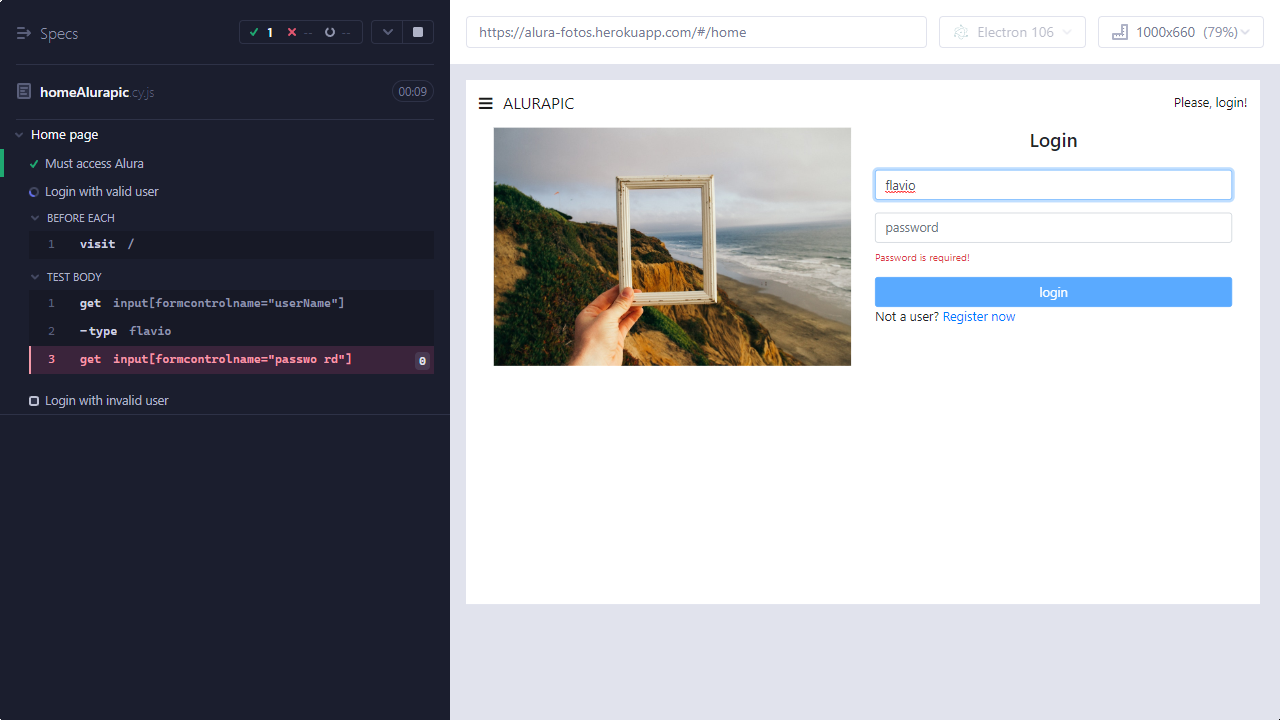 Specs
1
--
--
https://alura-fotos.herokuapp.com/#/home
Electron 106
1000x660 (79%)
homeAlurapic.cy.js
00:09
Home page
Must access Alura
Login with valid user
BEFORE EACH
1 visit /
TEST BODY
1 get input[formcontrolname="userName"]
2 -type flavio
3 get input[formcontrolname="passwo rd"] 0
Login with invalid user
ALURAPIC
Please, login!
Login
flavio
password
Password is required!
login
Not a user? Register now